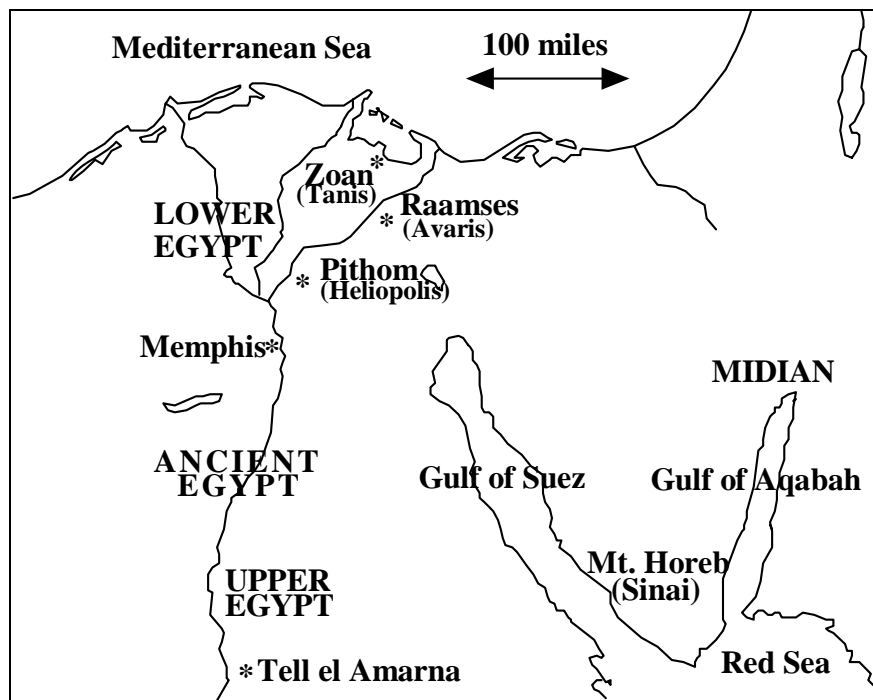 Mediterranean Sea
100 miles
Zoan*
(Tanis)
LOWER
EGYPT
* Raamses
(Avaris)
* Pithom
(Heliopolis)
Memphis*
MIDIAN
ANCIENT
EGYPT
Gulf of Suez
Gulf of Aqabah
Mt. Horeb
(Sinai)
UPPER
EGYPT
* Tell el Amarna
Red Sea